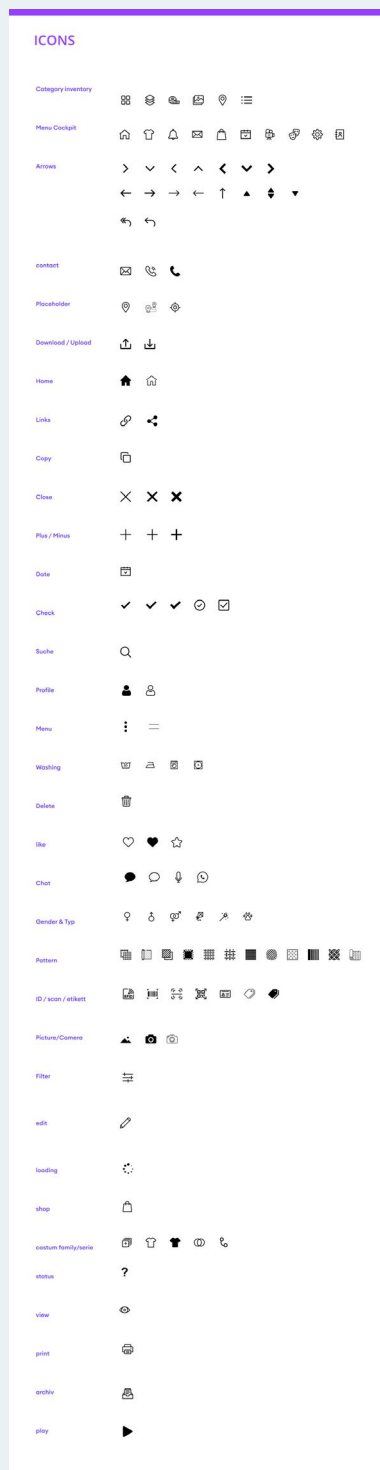 ICONS
Category inventory
Menu Cockpit
Arrows
contact
Placeholder
Download / Upload
Home
Links
Copy
Close
Plus / Minus
Date
Check
Suche
Profile
Menu
Washing
Delete
like
Chat
Gender & Typ
Pattern
ID / scan / etikett
Picture/Camera
Filter
edit
loading
shop
costum family/serie
status
?
view
print
archiv
play